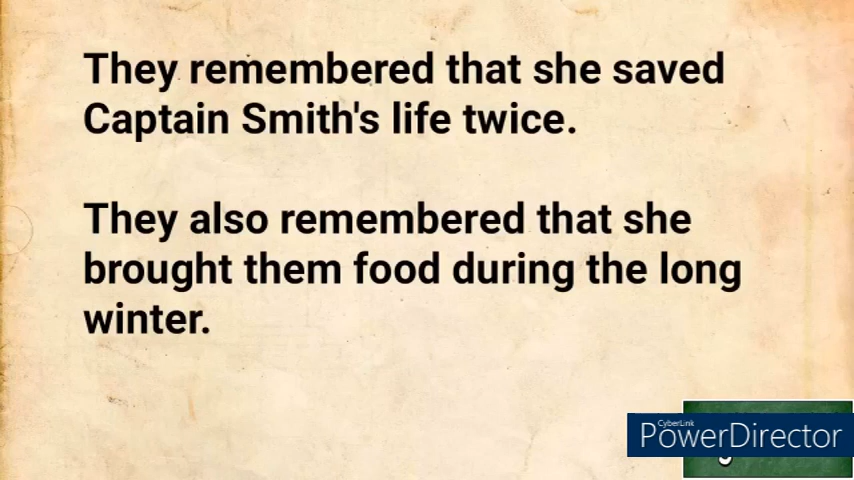 They remembered that she saved
Captain Smith's life twice.
They also remembered that she
brought them food during the long
winter.
CyberLink
PowerDirector